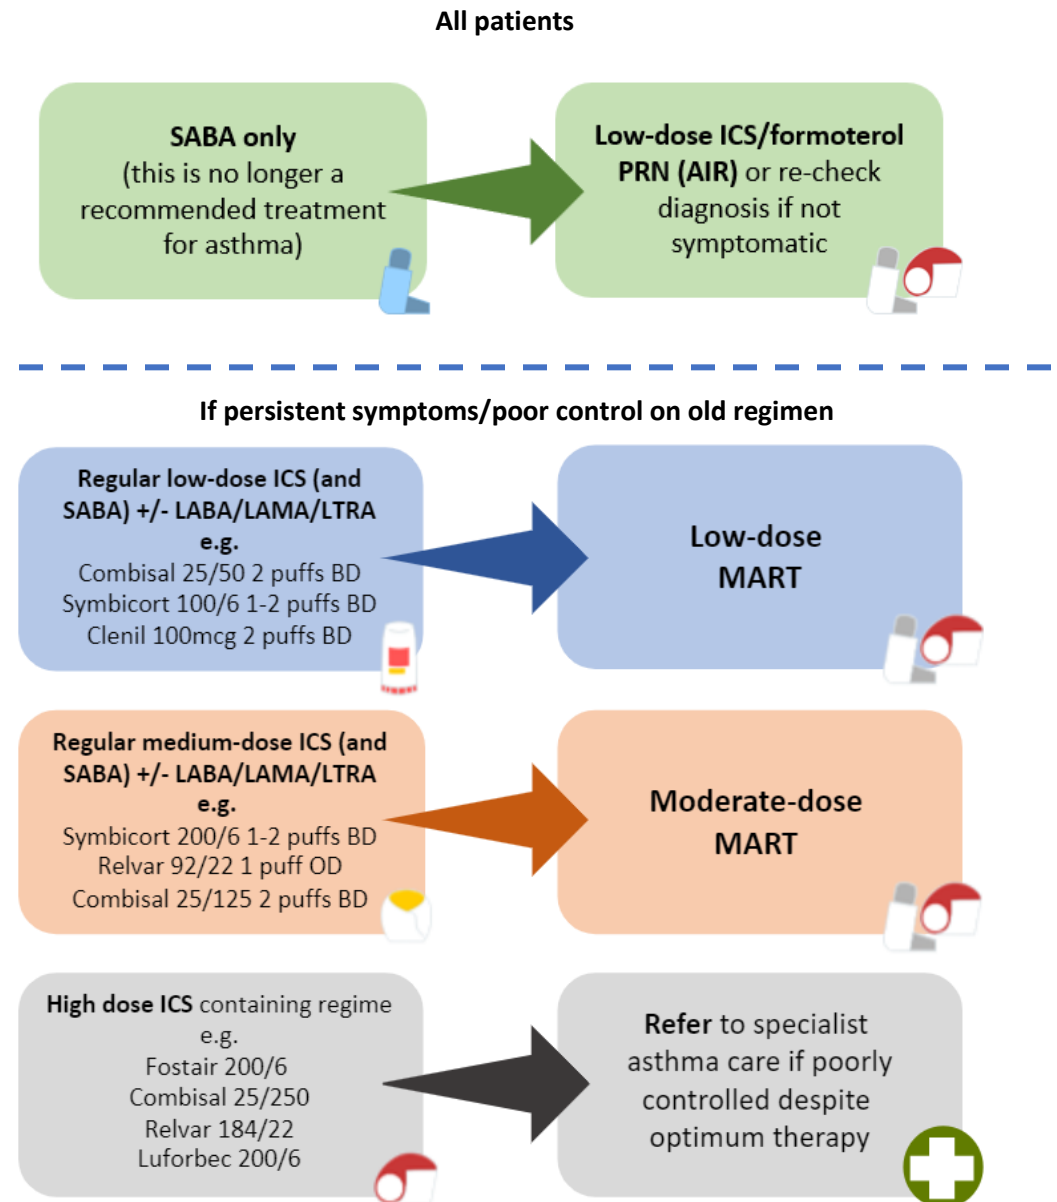 All patients
SABA only
(this is no longer a
recommended treatment
for asthma)
Low-dose ICS/formoterol
PRN (AIR) or re-check
diagnosis if not
symptomatic
If persistent symptoms/poor control on old regimen
Regular low-dose ICS (and
SABA) +/- LABA/LAMA/LTRA
e.g.
Combisal 25/50 2 puffs BD
Symbicort 100/6 1-2 puffs BD
Clenil 100mcg 2 puffs BD
Low-dose
MART
Regular medium-dose ICS (and
SABA) +/- LABA/LAMA/LTRA
e.g.
Symbicort 200/6 1-2 puffs BD
Relvar 92/22 1 puff OD
Combisal 25/125 2 puffs BD
Moderate-dose
MART
High dose ICS containing regime
e.g.
Fostair 200/6
Combisal 25/250
Relvar 184/22
Luforbec 200/6
Refer to specialist
asthma care if poorly
controlled despite
optimum therapy